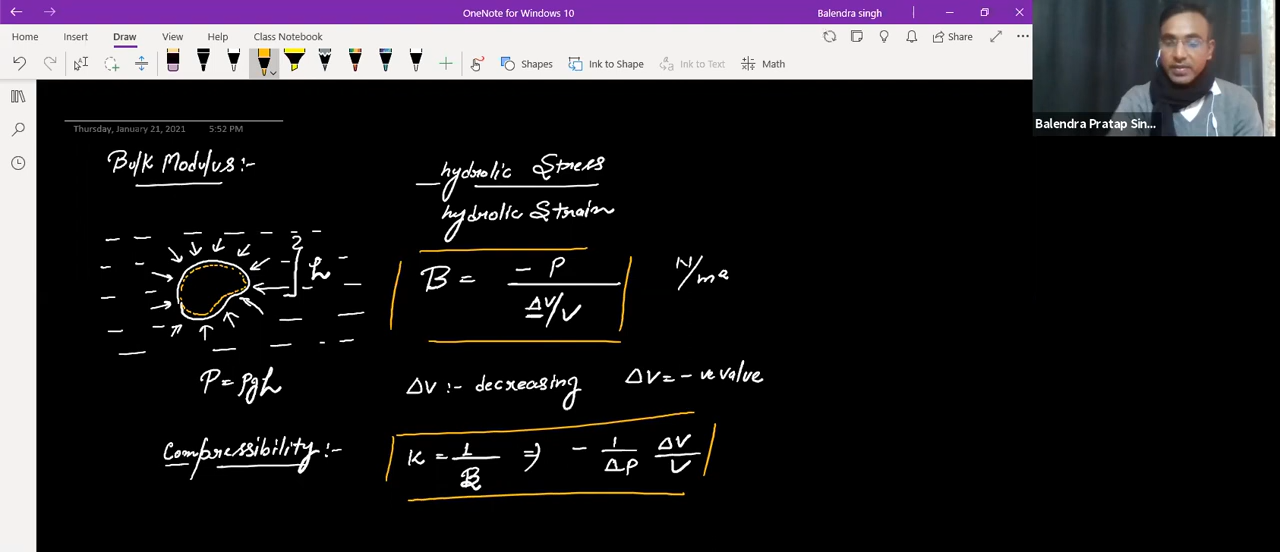 OneNote for Windows 10
Balendra singh
Home Insert Draw View Help Class Notebook
Share
Shapes Ink to Shape Ink to Text Math
Balendra Pratap Sin...
Thursday, January 21, 2021 5:52 PM
Bulk Modulus :-
hydrolic Stress
hydrolic Strain
h
B = - P / ΔV/V
N/m2
P = ρgh
ΔV :- decreasing ΔV = - ve value
Compressibility :-
K = 1/B ⇒ - 1/ΔP ΔV/V